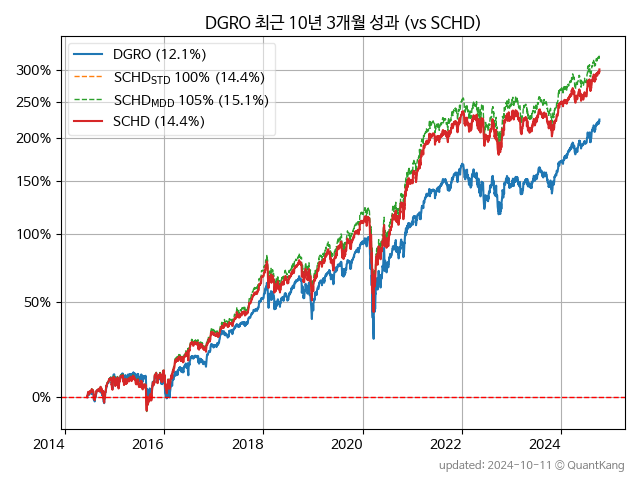 DGRO 최근 10년 3개월 성과 (vs SCHD)
DGRO (12.1%)
SCHD_STD 100% (14.4%)
SCHD_MDD 105% (15.1%)
SCHD (14.4%)
300%
250%
200%
150%
100%
50%
0%
2014 2016 2018 2020 2022 2024
updated: 2024-10-11 © QuantKang